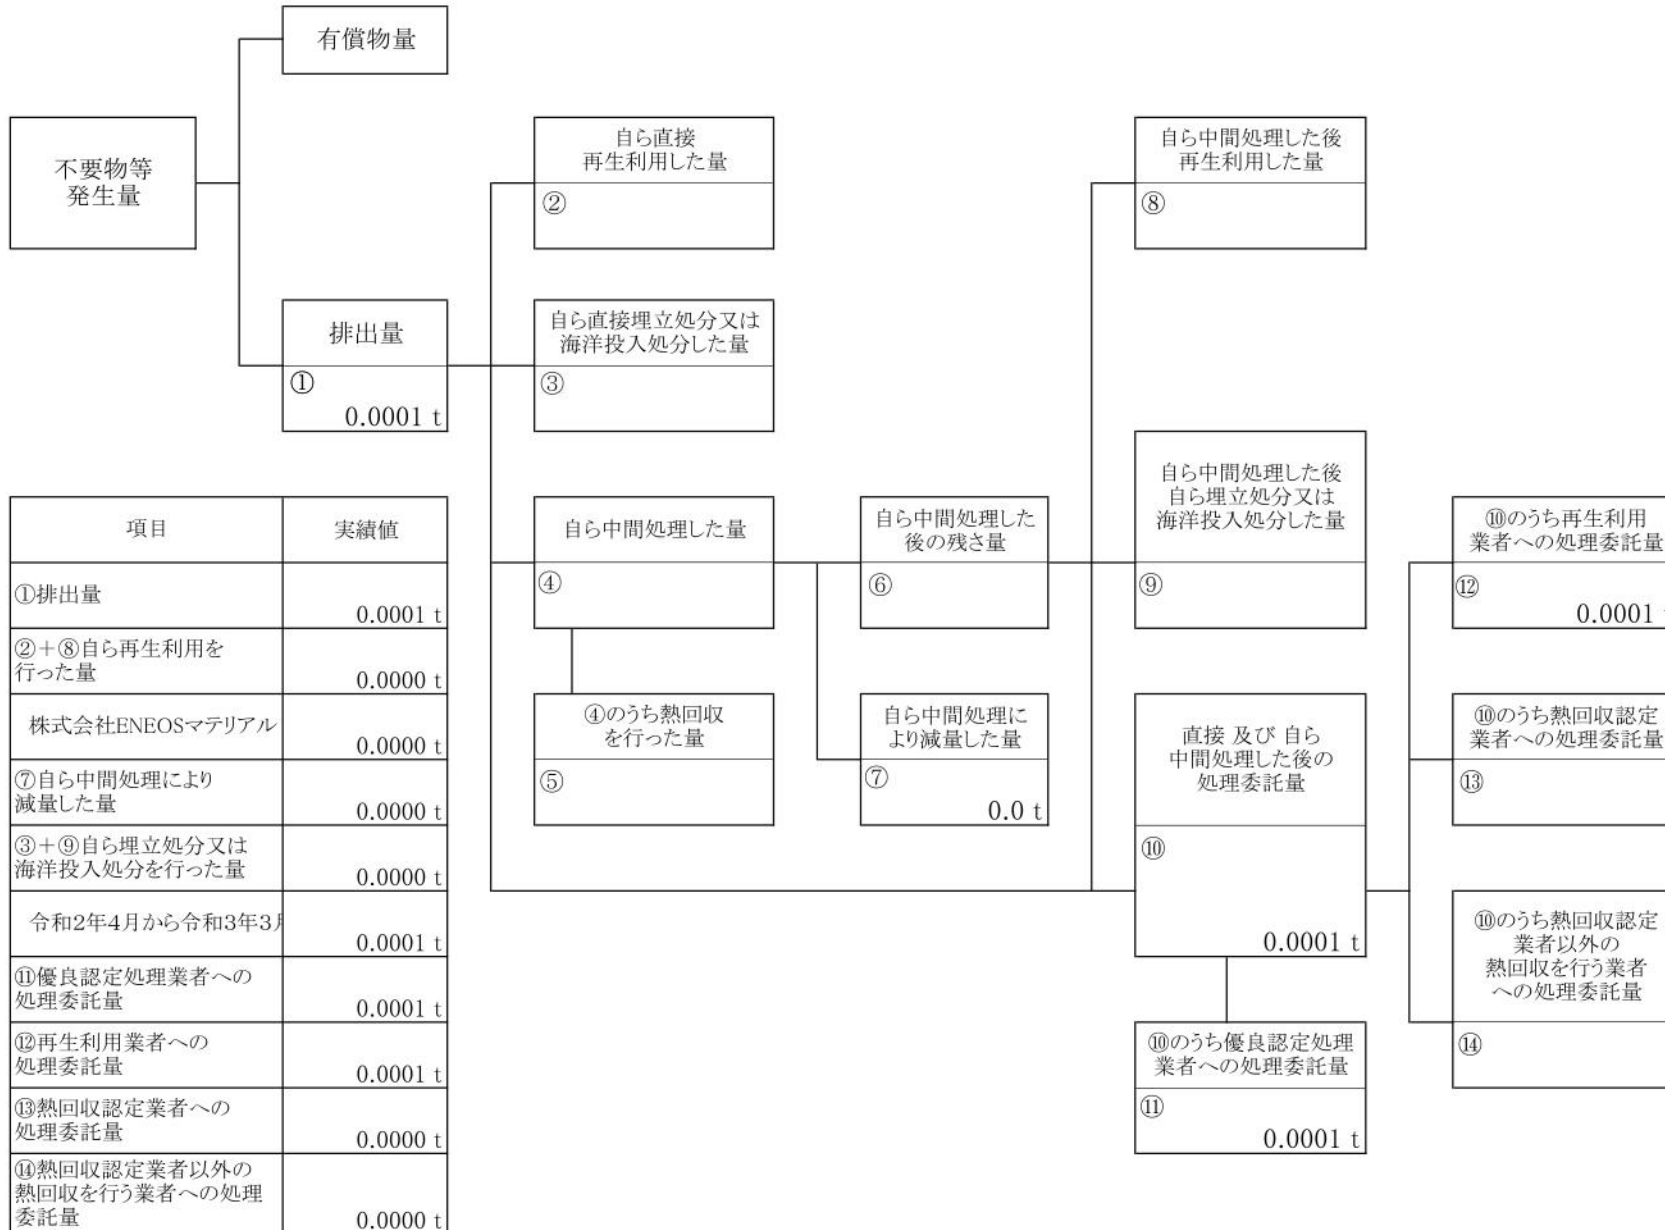 有償物量
不要物等
発生量
自ら直接
再生利用した量
②
自ら中間処理した後
再生利用した量
⑧
排出量
①
0.0001 t
自ら直接埋立処分又は
海洋投入処分した量
③
自ら中間処理した量
④
自ら中間処理した
後の残さ量
⑥
自ら中間処理した後
自ら埋立処分又は
海洋投入処分した量
⑨
⑩のうち再生利用
業者への処理委託量
⑫
0.0001
④のうち熱回収
を行った量
⑤
自ら中間処理に
より減量した量
⑦
0.0 t
直接 及び 自ら
中間処理した後の
処理委託量
⑩
0.0001 t
⑩のうち熱回収認定
業者への処理委託量
⑬
⑩のうち熱回収認定
業者以外の
熱回収を行う業者
への処理委託量
⑭
⑩のうち優良認定処理
業者への処理委託量
⑪
0.0001 t
項目 実績値
①排出量
0.0001 t
②+⑧自ら再生利用を
行った量
0.0000 t
株式会社ENEOSマテリアル
0.0000 t
⑦自ら中間処理により
減量した量
0.0000 t
③+⑨自ら埋立処分又は
海洋投入処分を行った量
0.0000 t
令和2年4月から令和3年3月
0.0001 t
⑪優良認定処理業者への
処理委託量
0.0001 t
⑫再生利用業者への
処理委託量
0.0001 t
⑬熱回収認定業者への
処理委託量
0.0000 t
⑭熱回収認定業者以外の
熱回収を行う業者への処理
委託量
0.0000 t